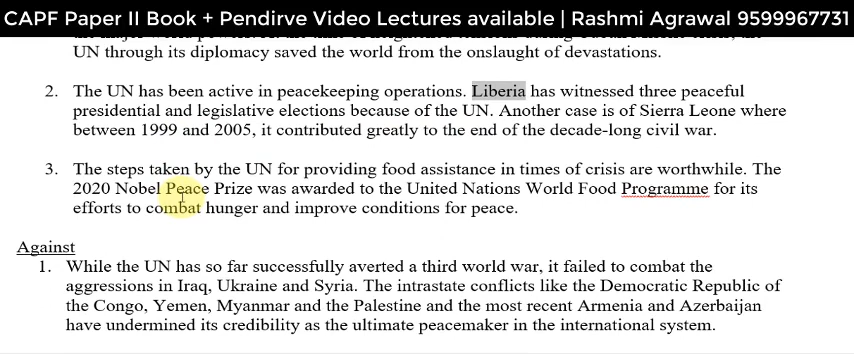 CAPF Paper II Book + Pendirve Video Lectures available | Rashmi Agrawal 9599967731
UN through its diplomacy saved the world from the onslaught of devastations.
2. The UN has been active in peacekeeping operations. Liberia has witnessed three peaceful
presidential and legislative elections because of the UN. Another case is of Sierra Leone where
between 1999 and 2005, it contributed greatly to the end of the decade-long civil war.
3. The steps taken by the UN for providing food assistance in times of crisis are worthwhile. The
2020 Nobel Peace Prize was awarded to the United Nations World Food Programme for its
efforts to combat hunger and improve conditions for peace.
Against
1. While the UN has so far successfully averted a third world war, it failed to combat the
aggressions in Iraq, Ukraine and Syria. The intrastate conflicts like the Democratic Republic of
the Congo, Yemen, Myanmar and the Palestine and the most recent Armenia and Azerbaijan
have undermined its credibility as the ultimate peacemaker in the international system.